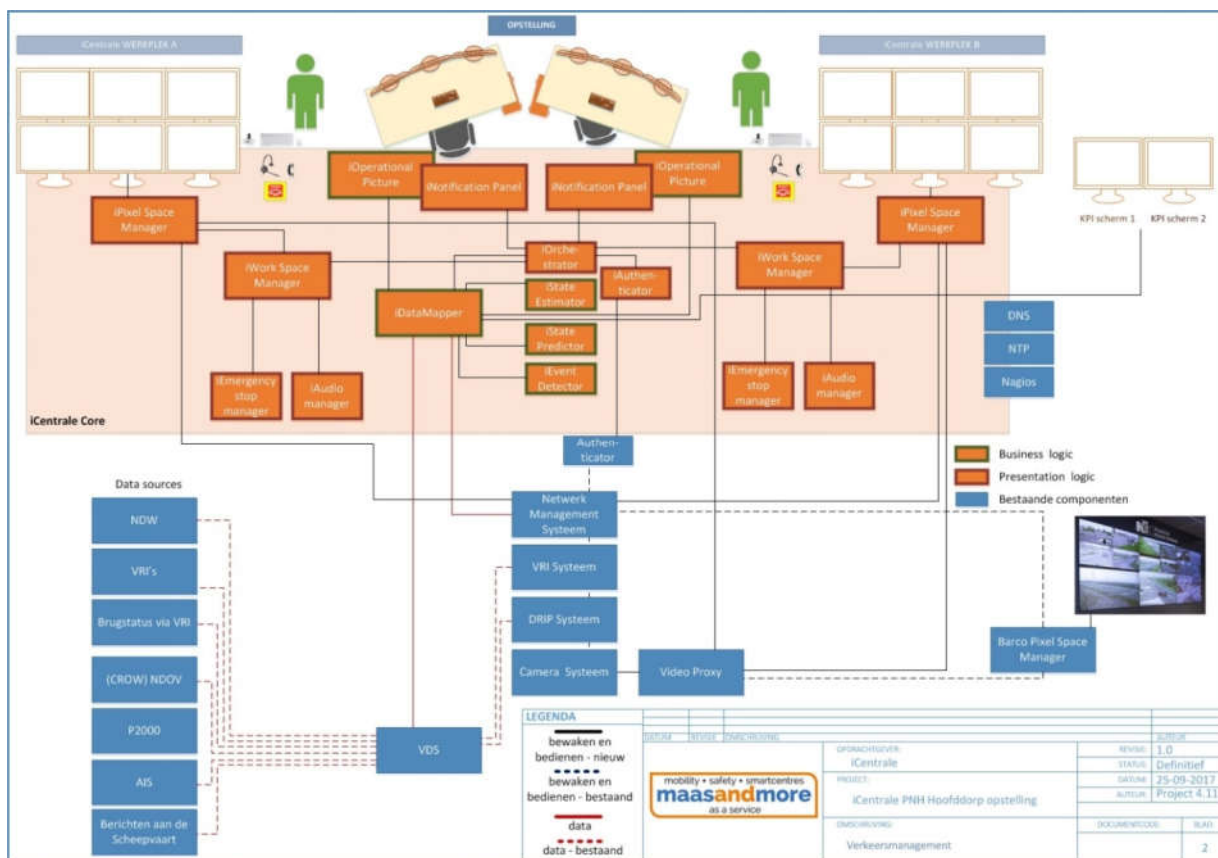 OPSTELLING
iCentrale WERKPLEK A
iCentrale WERKPLEK B
iOperational
Picture
iNotification Panel
iNotification Panel
iOperational
Picture
iPixel Space
Manager
iPixel Space
Manager
KPI scherm 1
KPI scherm 2
iWork Space
Manager
iOrche-
strator
iAuthen-
ticator
iWork Space
Manager
iDataMapper
iState
Estimator
iState
Predictor
iEvent
Detector
DNS
NTP
Nagios
iEmergency
stop
manager
iAudio
manager
iEmergency
stop
manager
iAudio
manager
iCentrale Core
Authen-
ticator
Business logic
Presentation logic
Bestaande componenten
Data sources
NDW
VRI's
Brugstatus via VRI
(CROW) NDOV
P2000
AIS
Berichten aan de
Scheepvaart
Netwerk
Management
Systeem
VRI Systeem
DRIP Systeem
Camera Systeem
Video Proxy
Barco Pixel Space
Manager
VDS
LEGENDA
bewaken en
bedienen - nieuw
bewaken en
bedienen - bestaand
data
data - bestaand
DATUM
REVISIE
OMSCHRIJVING
AUTEUR
mobility • safety • smartcentres
maasandmore
as a service
OPDRACHTGEVER:
iCentrale
PROJECT:
iCentrale PNH Hoofddorp opstelling
OMSCHRIJVING:
Verkeersmanagement
REVISIE: 1.0
STATUS: Definitief
DATUM: 25-09-2017
AUTEUR: Project 4.11
DOCUMENTCODE:
BLAD:
2